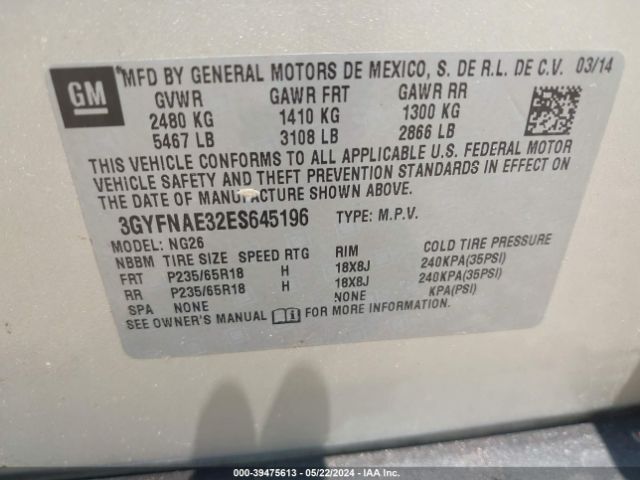 GM
MFD BY GENERAL MOTORS DE MEXICO, S. DE R.L. DE C.V. 03/14
GVWR GAWR FRT GAWR RR
2480 KG 1410 KG 1300 KG
5467 LB 3108 LB 2866 LB
THIS VEHICLE CONFORMS TO ALL APPLICABLE U.S. FEDERAL MOTOR
VEHICLE SAFETY AND THEFT PREVENTION STANDARDS IN EFFECT ON
THE DATE OF MANUFACTURE SHOWN ABOVE.
3GYFNAE32ES645196 TYPE: M.P.V.
MODEL: NG26
NBBM TIRE SIZE SPEED RTG RIM COLD TIRE PRESSURE
FRT P235/65R18 H 18X8J 240KPA(35PSI)
RR P235/65R18 H 18X8J 240KPA(35PSI)
SPA NONE NONE KPA(PSI)
SEE OWNER'S MANUAL FOR MORE INFORMATION.
000-39475613 - 05/22/2024 - IAAI.COM